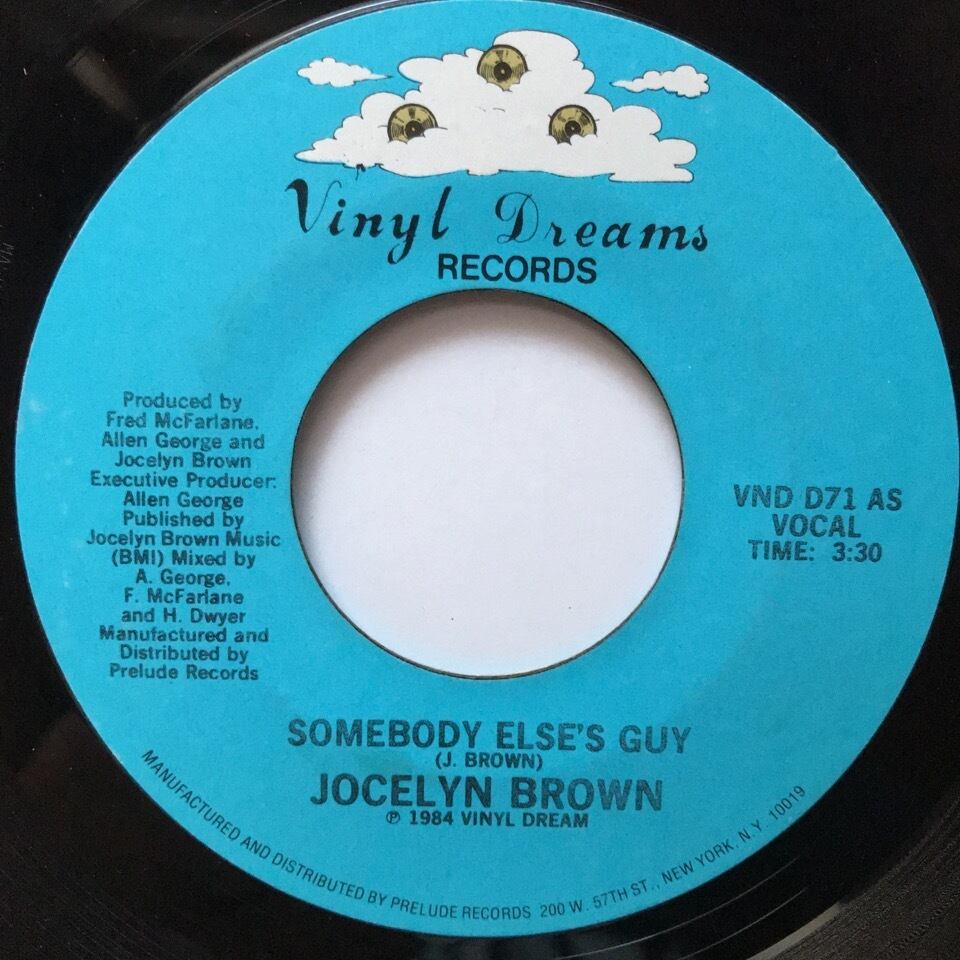 Vinyl Dreams
RECORDS
Produced by
Fred McFarlane,
Allen George and
Jocelyn Brown
Executive Producer:
Allen George
Published by
Jocelyn Brown Music
(BMI) Mixed by
A. George,
F. McFarlane
and H. Dwyer
Manufactured and
Distributed by
Prelude Records
VND D71 AS
VOCAL
TIME: 3:30
SOMEBODY ELSE'S GUY
(J. BROWN)
JOCELYN BROWN
℗ 1984 VINYL DREAM
MANUFACTURED AND DISTRIBUTED BY PRELUDE RECORDS 200 W. 57TH ST., NEW YORK, N.Y. 10019